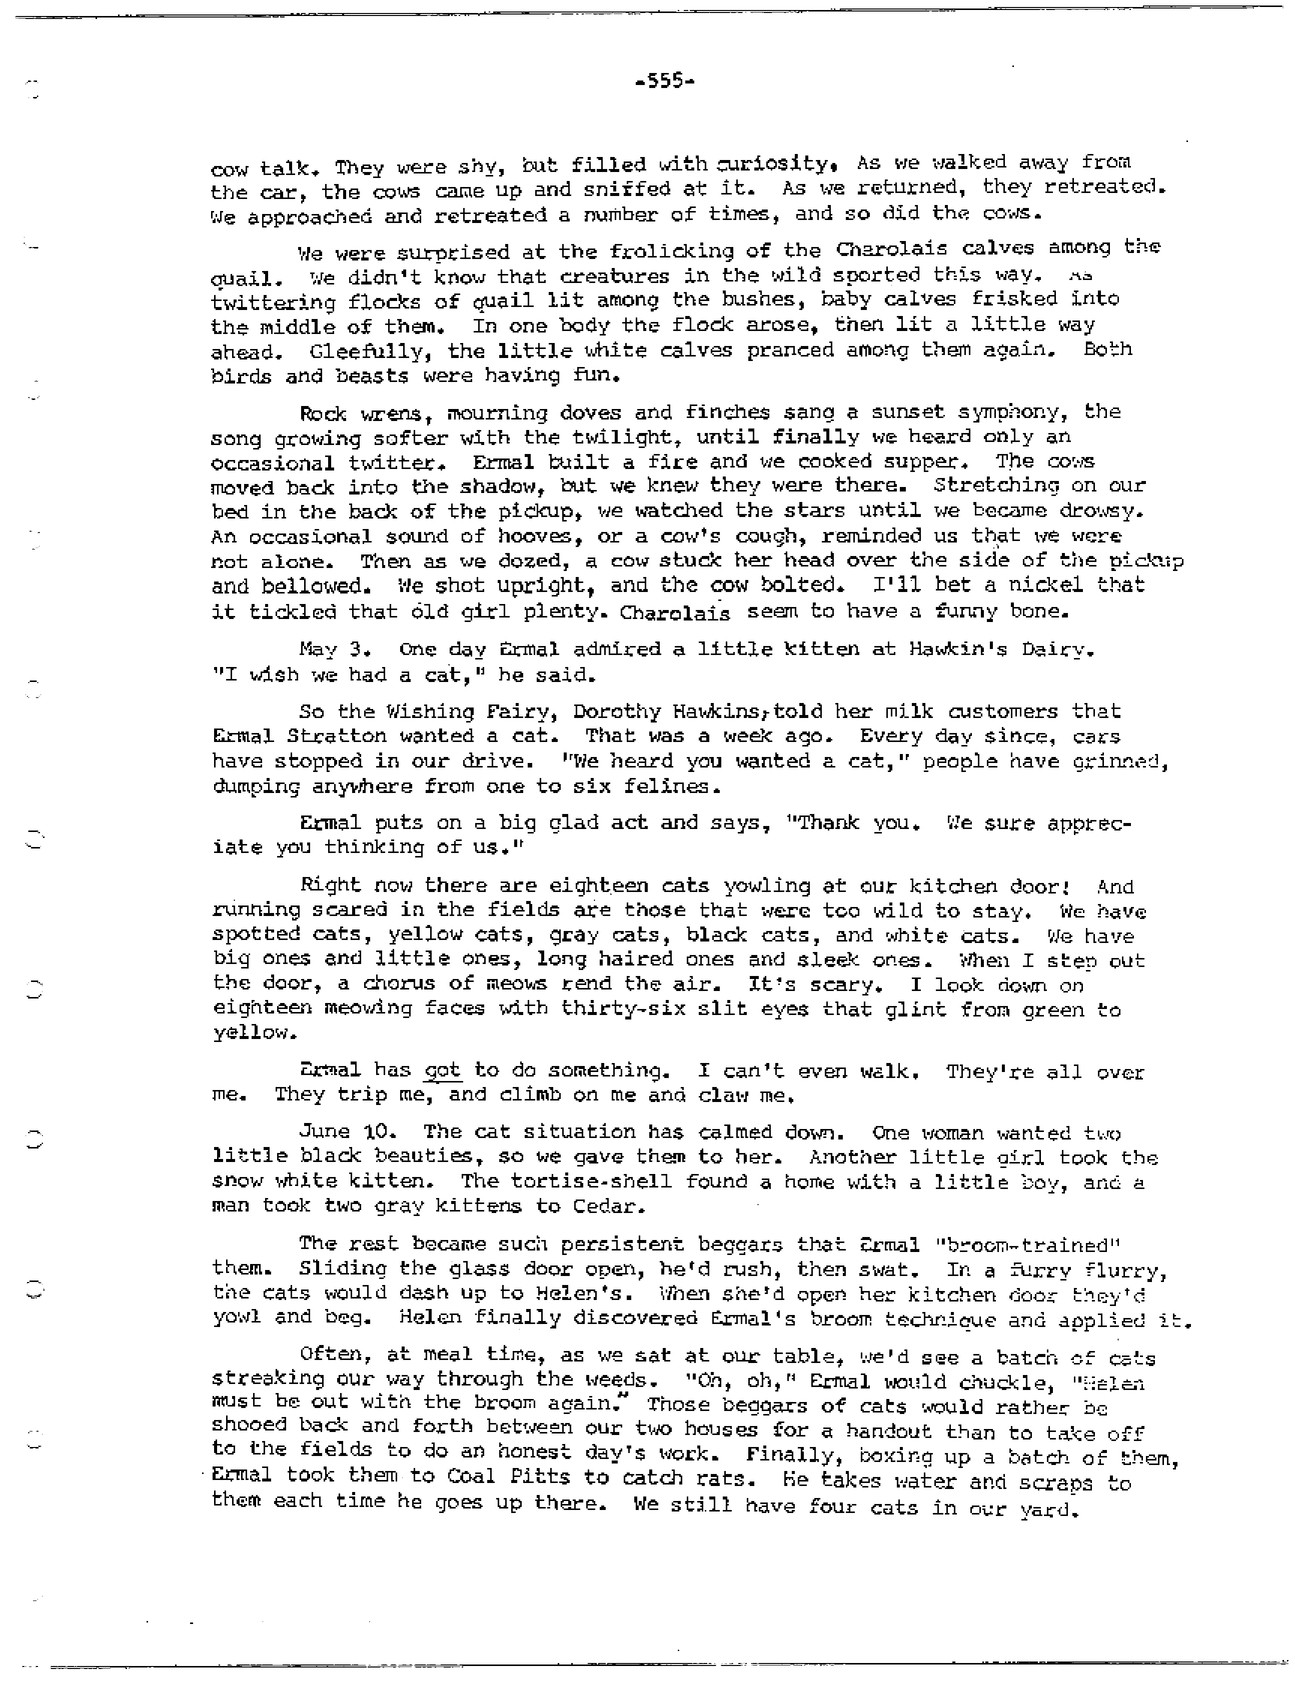 -555-
cow talk. They were shy, but filled with curiosity. As we walked away from
the car, the cows came up and sniffed at it. As we returned, they retreated.
We approached and retreated a number of times, and so did the cows.
We were surprised at the frolicking of the Charolais calves among the
quail. We didn't know that creatures in the wild sported this way. As
twittering flocks of quail lit among the bushes, baby calves frisked into
the middle of them. In one body the flock arose, then lit a little way
ahead. Gleefully, the little white calves pranced among them again. Both
birds and beasts were having fun.
Rock wrens, mourning doves and finches sang a sunset symphony, the
song growing softer with the twilight, until finally we heard only an
occasional twitter. Ermal built a fire and we cooked supper. The cows
moved back into the shadow, but we knew they were there. Stretching on our
bed in the back of the pickup, we watched the stars until we became drowsy.
An occasional sound of hooves, or a cow's cough, reminded us that we were
not alone. Then as we dozed, a cow stuck her head over the side of the pickup
and bellowed. We shot upright, and the cow bolted. I'll bet a nickel that
it tickled that old girl plenty. Charolais seem to have a funny bone.
May 3. One day Ermal admired a little kitten at Hawkin's Dairy.
"I wish we had a cat," he said.
So the Wishing Fairy, Dorothy Hawkins, told her milk customers that
Ermal Stratton wanted a cat. That was a week ago. Every day since, cars
have stopped in our drive. "We heard you wanted a cat," people have grinned,
dumping anywhere from one to six felines.
Ermal puts on a big glad act and says, "Thank you. We sure apprec-
iate you thinking of us."
Right now there are eighteen cats yowling at our kitchen door! And
running scared in the fields are those that were too wild to stay. We have
spotted cats, yellow cats, gray cats, black cats, and white cats. We have
big ones and little ones, long haired ones and sleek ones. When I step out
the door, a chorus of meows rend the air. It's scary. I look down on
eighteen meowing faces with thirty-six slit eyes that glint from green to
yellow.
Ermal has got to do something. I can't even walk. They're all over
me. They trip me, and climb on me and claw me.
June 10. The cat situation has calmed down. One woman wanted two
little black beauties, so we gave them to her. Another little girl took the
snow white kitten. The tortise-shell found a home with a little boy, and a
man took two gray kittens to Cedar.
The rest became such persistent beggars that Ermal "broom-trained"
them. Sliding the glass door open, he'd rush, then swat. In a furry flurry,
the cats would dash up to Helen's. When she'd open her kitchen door they'd
yowl and beg. Helen finally discovered Ermal's broom technique and applied it.
Often, at meal time, as we sat at our table, we'd see a batch of cats
streaking our way through the weeds. "Oh, oh," Ermal would chuckle, "Helen
must be out with the broom again." Those beggars of cats would rather be
shooed back and forth between our two houses for a handout than to take off
to the fields to do an honest day's work. Finally, boxing up a batch of them,
Ermal took them to Coal Pitts to catch rats. He takes water and scraps to
them each time he goes up there. We still have four cats in our yard.